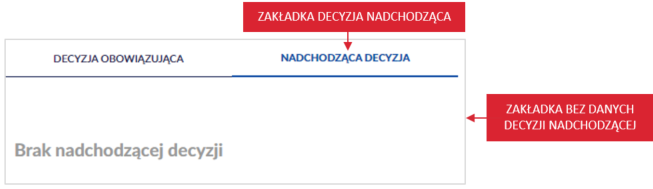 ZAKŁADKA DECYZJA NADCHODZĄCA
DECYZJA OBOWIĄZUJĄCA
NADCHODZĄCA DECYZJA
ZAKŁADKA BEZ DANYCH
DECYZJI NADCHODZĄCEJ
Brak nadchodzącej decyzji